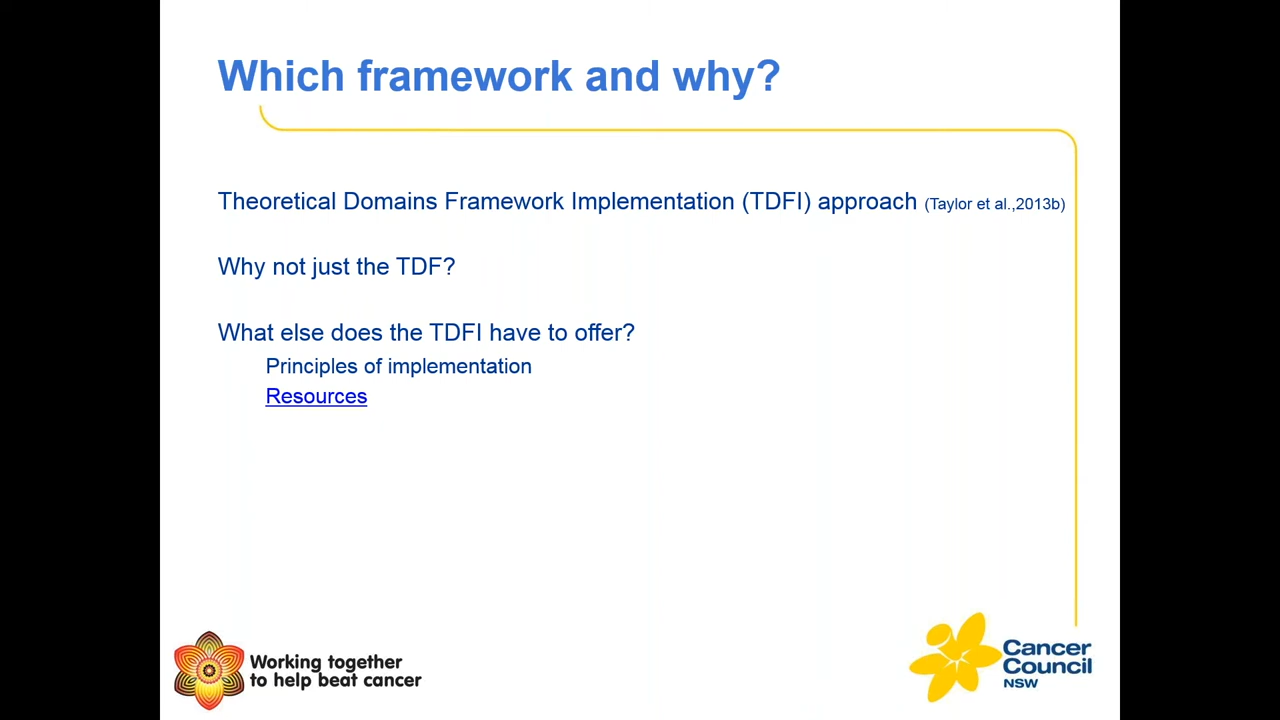 Which framework and why?
Theoretical Domains Framework Implementation (TDFI) approach (Taylor et al.,2013b)
Why not just the TDF?
What else does the TDFI have to offer?
Principles of implementation
Resources
Working together
to help beat cancer
Cancer
Council
NSW